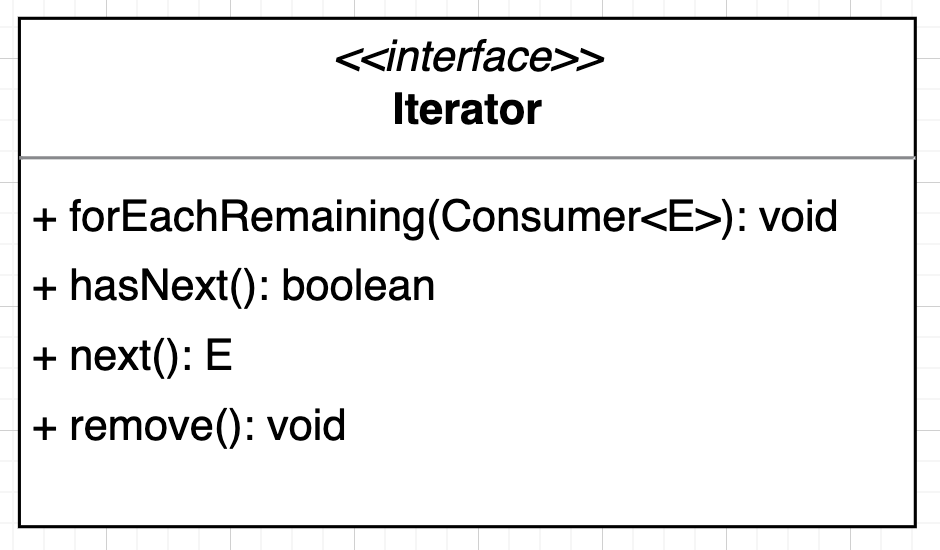 <<interface>>
Iterator
+ forEachRemaining(Consumer<E>): void
+ hasNext(): boolean
+ next(): E
+ remove(): void